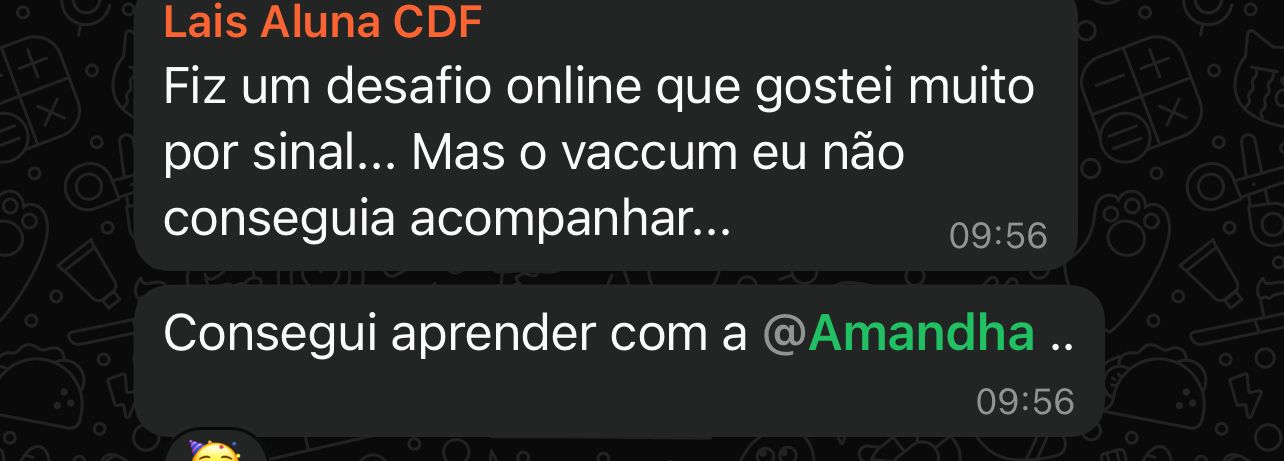 Lais Aluna CDF
Fiz um desafio online que gostei muito
por sinal... Mas o vaccum eu não
conseguia acompanhar...
09:56
Consegui aprender com a @Amandha ..
09:56